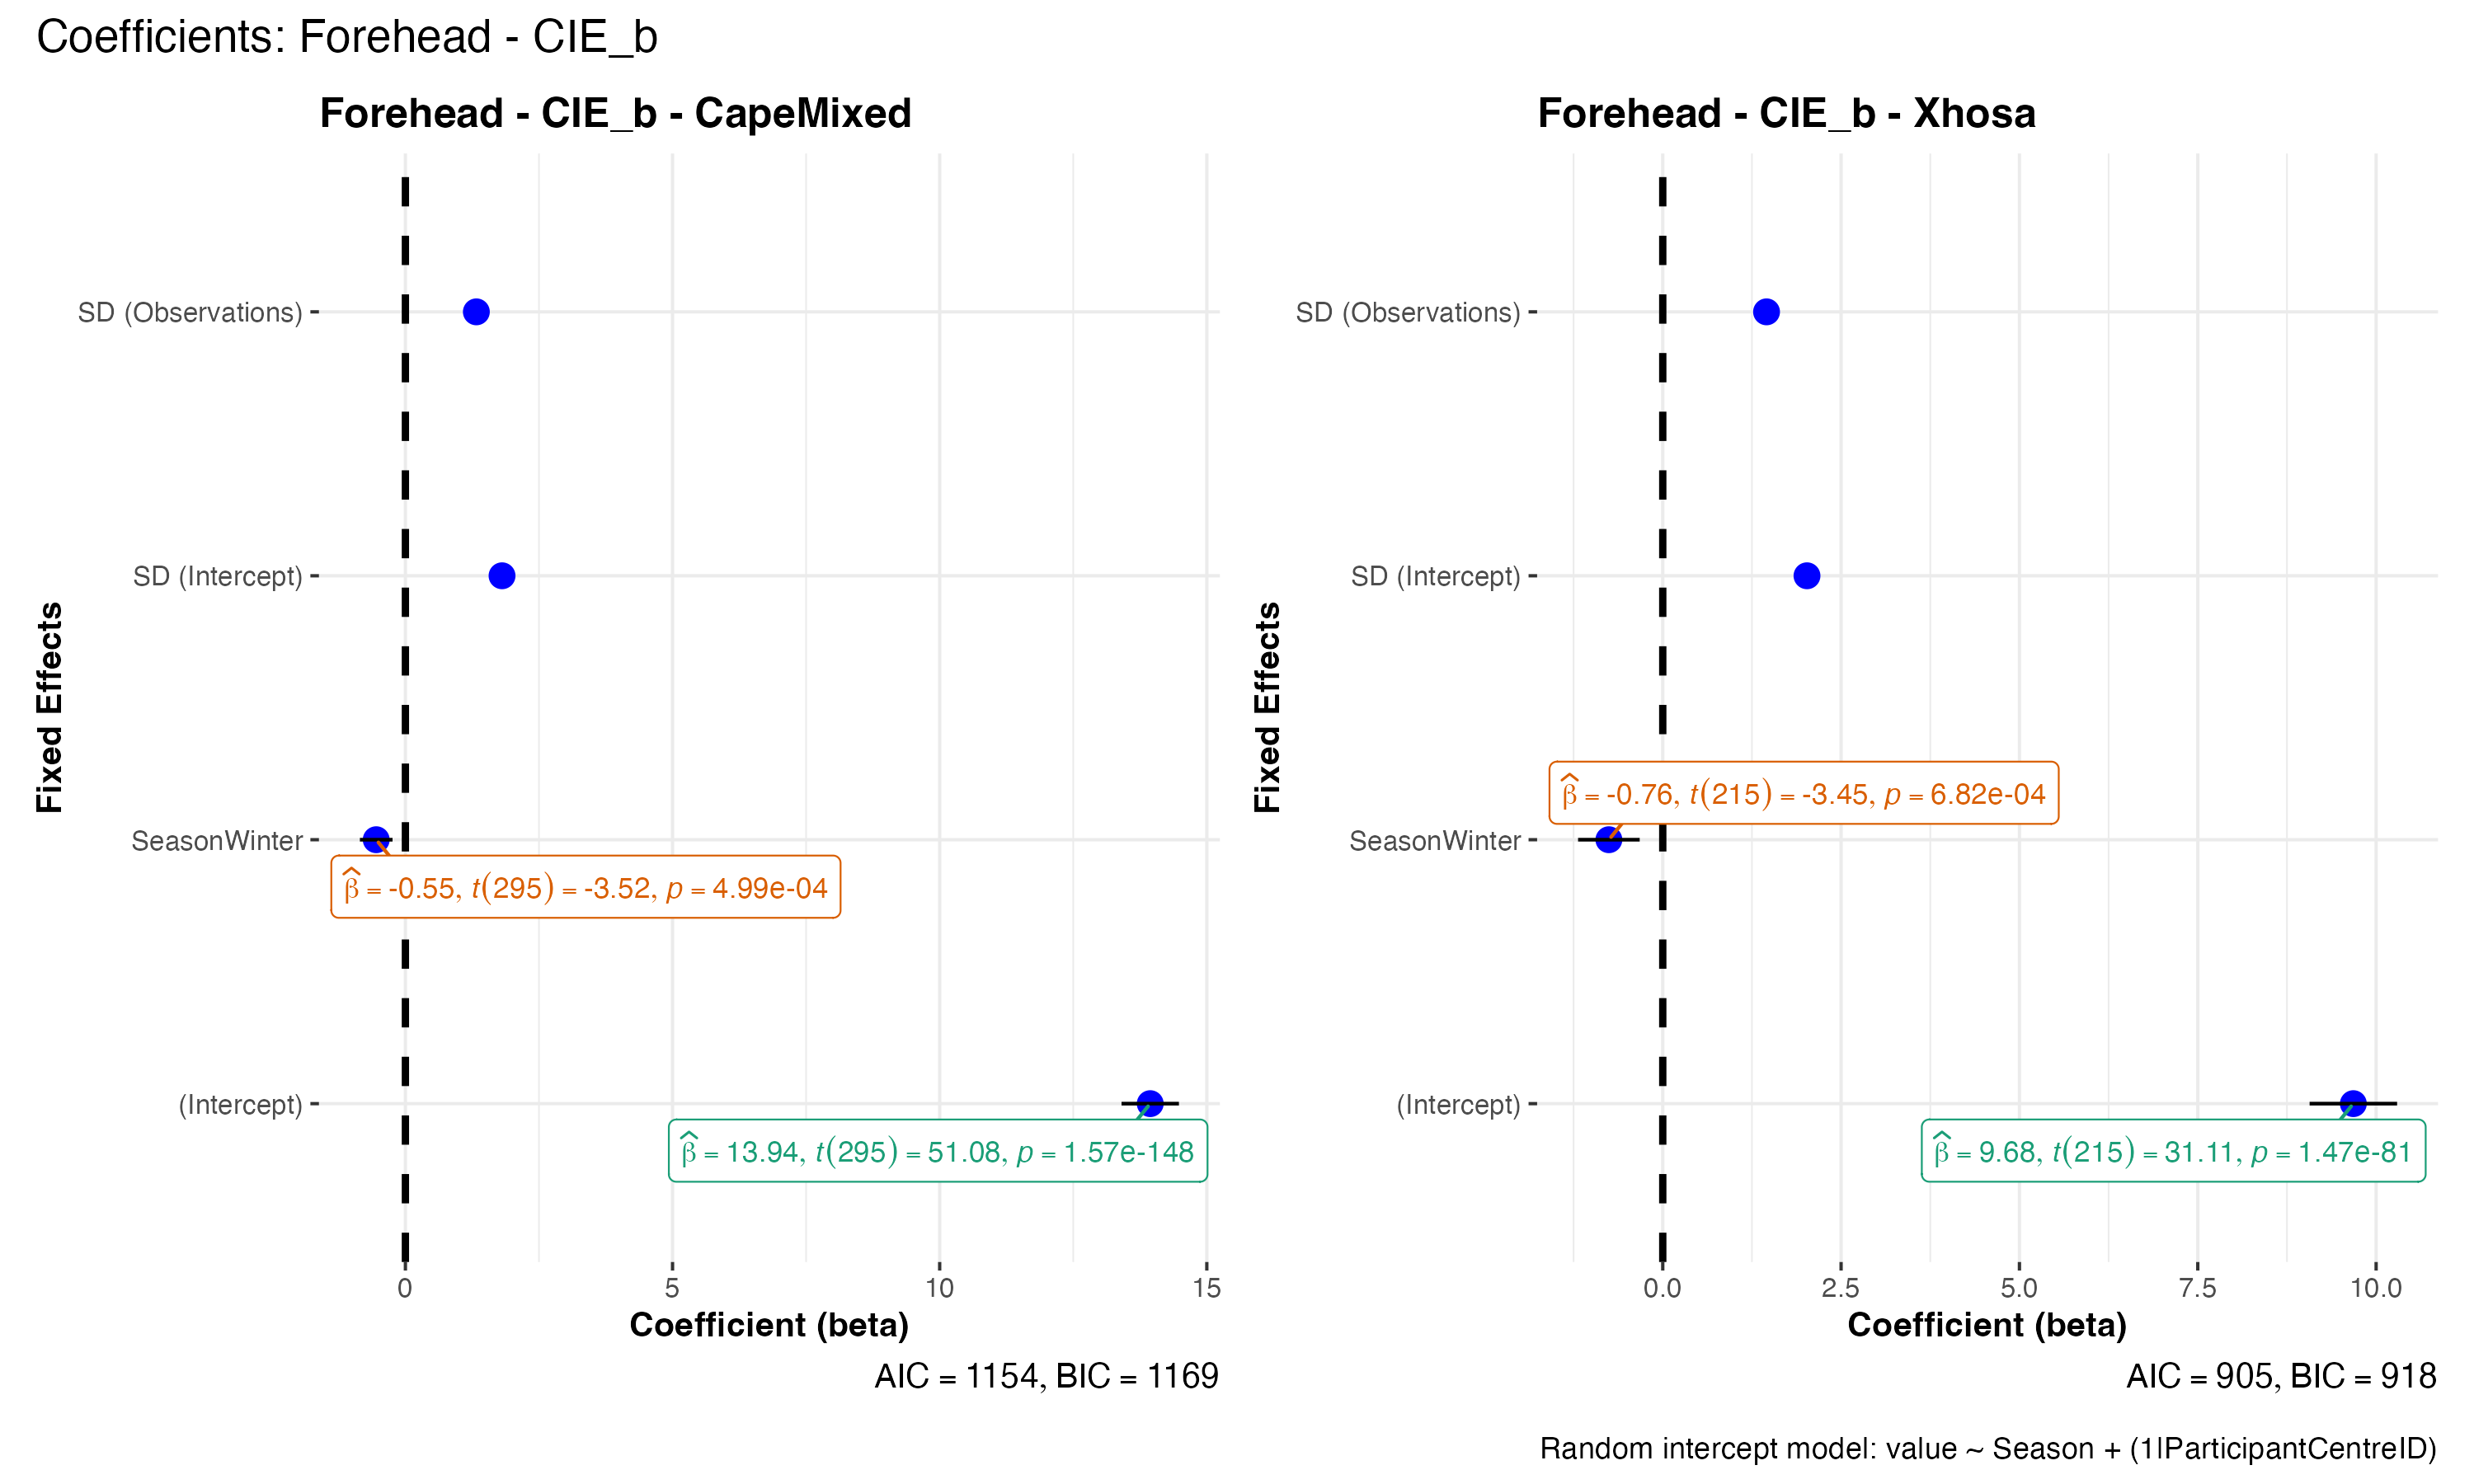 Coefficients: Forehead - CIE_b
Forehead - CIE_b - CapeMixed
SD (Observations)
SD (Intercept)
SeasonWinter
(Intercept)
Fixed Effects
β̂ = -0.55, t(295) = -3.52, p = 4.99e-04
β̂ = 13.94, t(295) = 51.08, p = 1.57e-148
0 5 10 15
Coefficient (beta)
AIC = 1154, BIC = 1169
Forehead - CIE_b - Xhosa
SD (Observations)
SD (Intercept)
SeasonWinter
(Intercept)
Fixed Effects
β̂ = -0.76, t(215) = -3.45, p = 6.82e-04
β̂ = 9.68, t(215) = 31.11, p = 1.47e-81
0.0 2.5 5.0 7.5 10.0
Coefficient (beta)
AIC = 905, BIC = 918
Random intercept model: value ~ Season + (1|ParticipantCentreID)